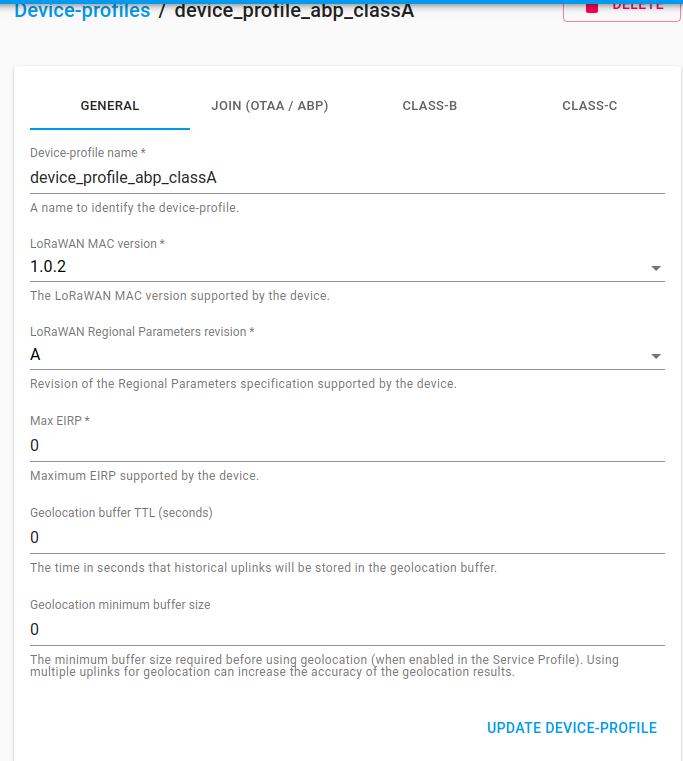 Device-profiles / device_profile_abp_classA
DELETE
GENERAL
JOIN (OTAA / ABP)
CLASS-B
CLASS-C
Device-profile name *
device_profile_abp_classA
A name to identify the device-profile.
LoRaWAN MAC version *
1.0.2
The LoRaWAN MAC version supported by the device.
LoRaWAN Regional Parameters revision *
A
Revision of the Regional Parameters specification supported by the device.
Max EIRP *
0
Maximum EIRP supported by the device.
Geolocation buffer TTL (seconds)
0
The time in seconds that historical uplinks will be stored in the geolocation buffer.
Geolocation minimum buffer size
0
The minimum buffer size required before using geolocation (when enabled in the Service Profile). Using
multiple uplinks for geolocation can increase the accuracy of the geolocation results.
UPDATE DEVICE-PROFILE